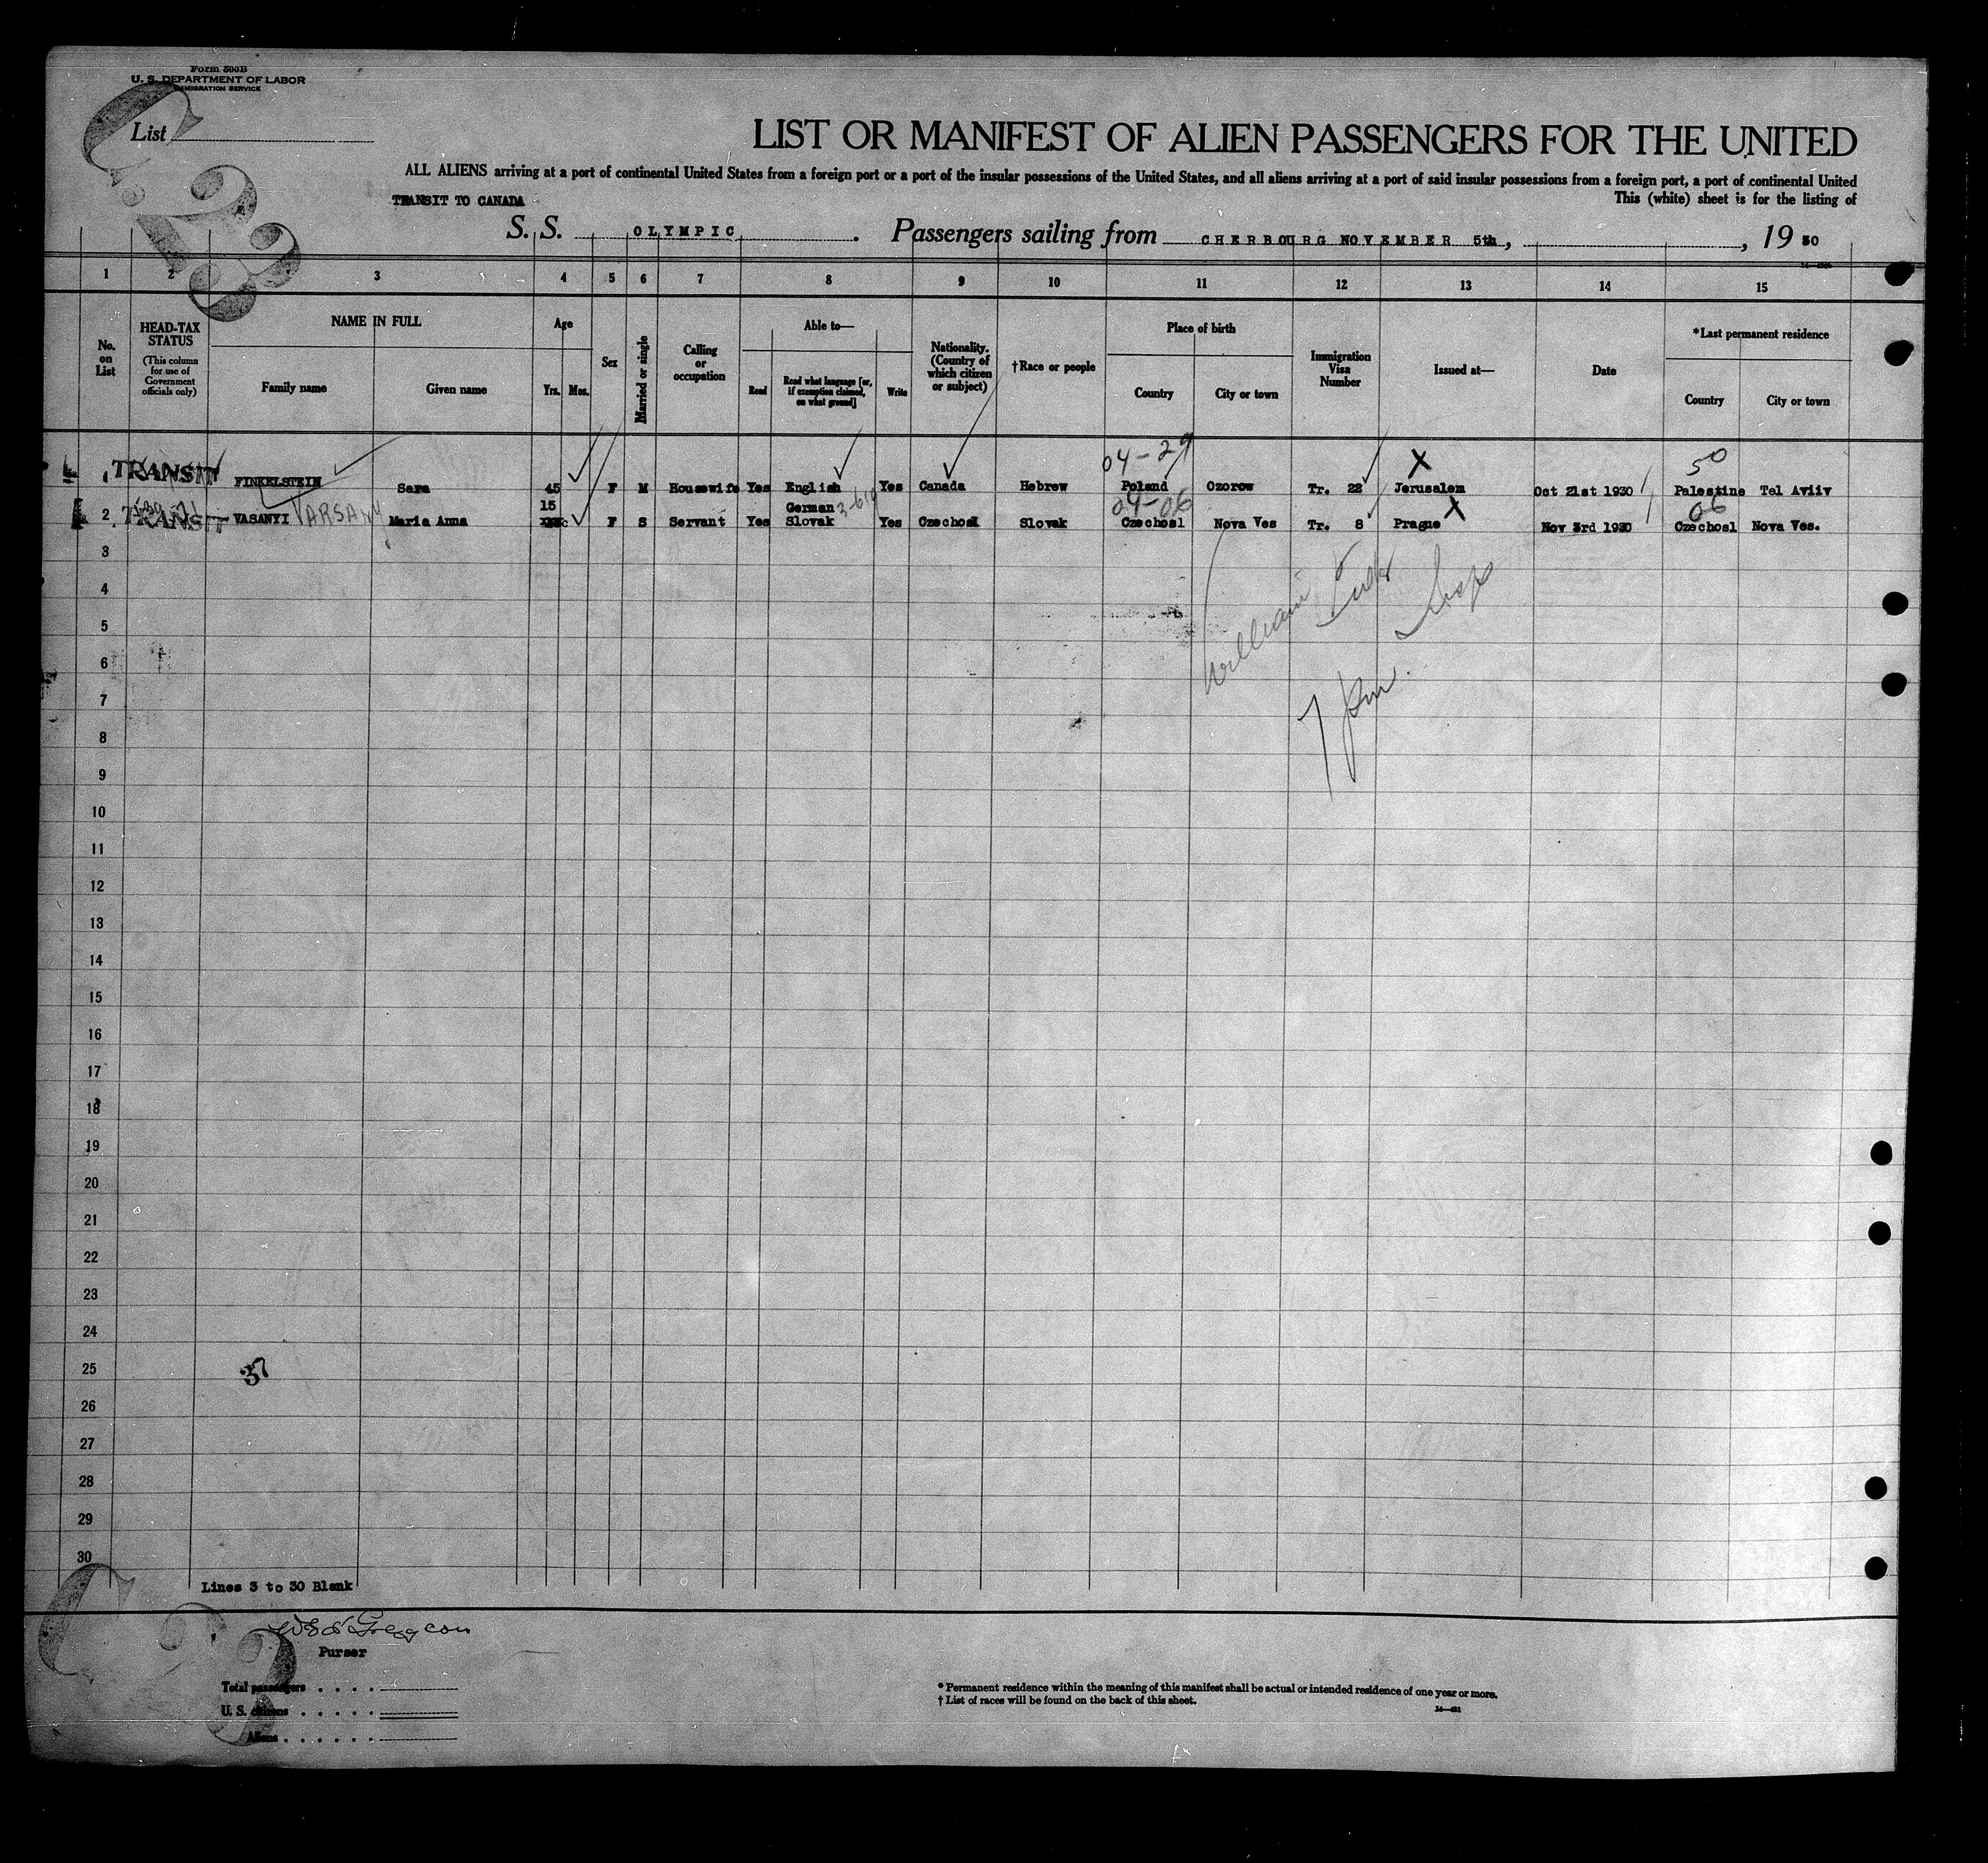 Form 500B
U. S. DEPARTMENT OF LABOR
IMMIGRATION SERVICE
List
LIST OR MANIFEST OF ALIEN PASSENGERS FOR THE UNITED
ALL ALIENS arriving at a port of continental United States from a foreign port or a port of the insular possessions of the United States, and all aliens arriving at a port of said insular possessions from a foreign port, a port of continental United
TRANSIT TO CANADA This (white) sheet is for the listing of
S. S. OLYMPIC. Passengers sailing from CHERBOURG NOVEMBER 5th, , 19 30
1 2 3 4 5 6 7 8 9 10 11 12 13 14 15
No. on List
HEAD-TAX STATUS (This column for use of Government officials only)
NAME IN FULL
Family name Given name
Age
Yrs. Mos.
Sex
Married or single
Calling or occupation
Able to—
Read
Read what language [or, if exemption claimed, on what ground]
Write
Nationality. (Country of which citizen or subject)
†Race or people
Place of birth
Country City or town
Immigration Visa Number
Issued at—
Date
*Last permanent residence
Country City or town
04-29 X 50
1 TRANSIT FINKELSTEIN Sara 45 F M Housewife Yes English Yes Canada Hebrew Poland Ozorow Tr. 22 Jerusalem Oct 21st 1930 Palestine Tel Aviiv
15 German 04-06 X 06
2 TRANSIT VASANYI VARSANY Maria Anna F S Servant Yes Slovak Yes Czechosl Slovak Czechosl Nova Ves Tr. 8 Prague Nov 3rd 1930 Czechosl Nova Ves.
3
4
William Insp
5
6
7
7 pm.
8
9
10
11
12
13
14
15
16
17
18
19
20
21
22
23
24
25
37
26
27
28
29
30
Lines 3 to 30 Blank
Purser
Total passengers . . . .
U. S. citizens . . . . .
Aliens . . . . . .
* Permanent residence within the meaning of this manifest shall be actual or intended residence of one year or more.
† List of races will be found on the back of this sheet.